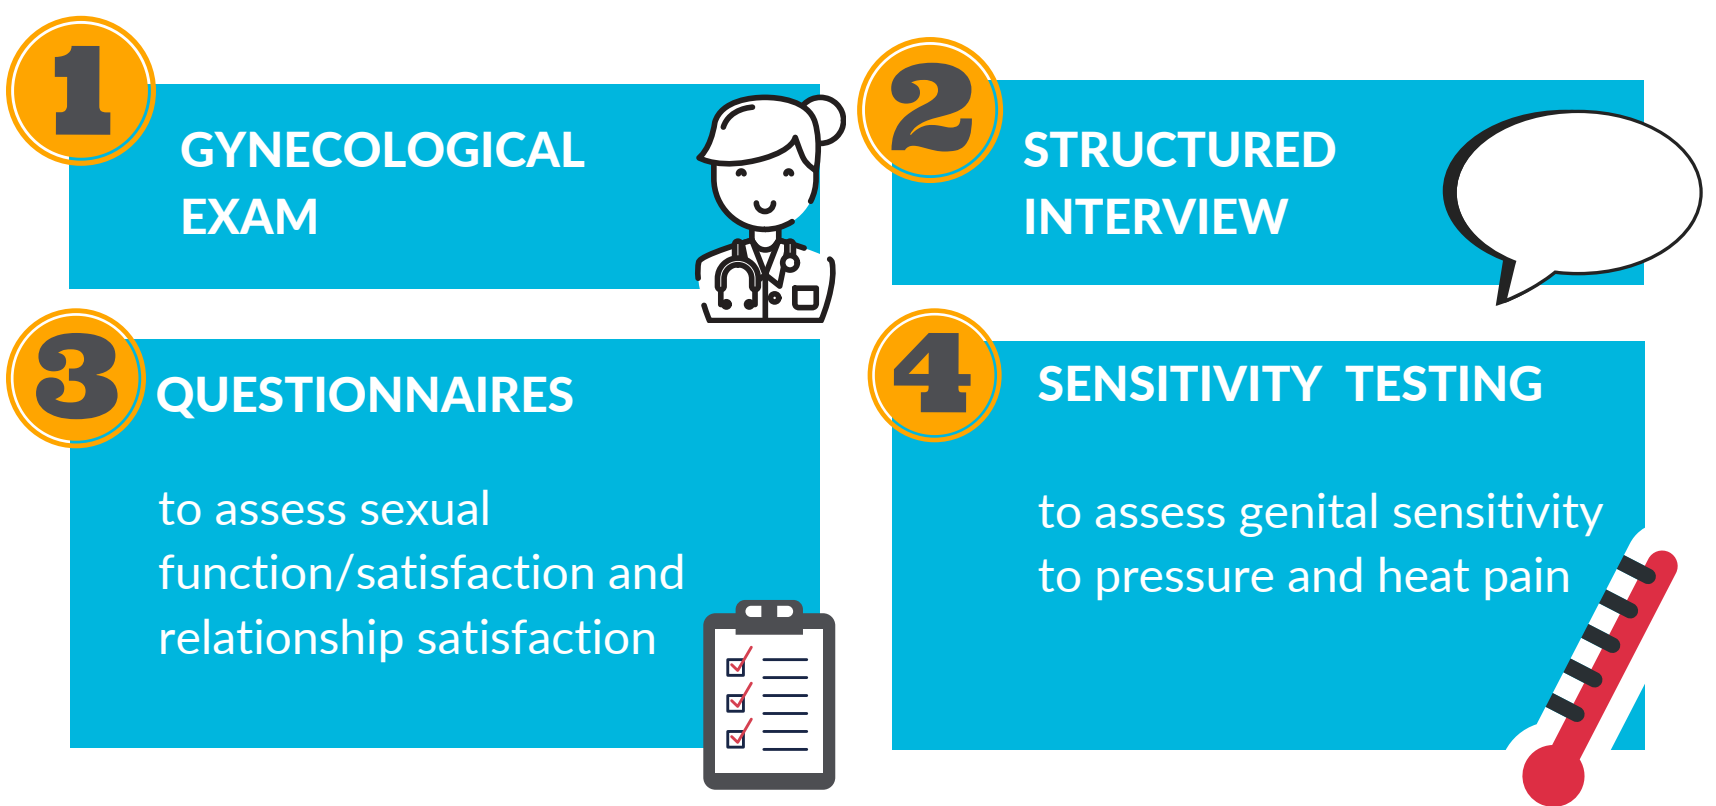 1
GYNECOLOGICAL
EXAM
2
STRUCTURED
INTERVIEW
3
QUESTIONNAIRES
to assess sexual
function/satisfaction and
relationship satisfaction
4
SENSITIVITY TESTING
to assess genital sensitivity
to pressure and heat pain